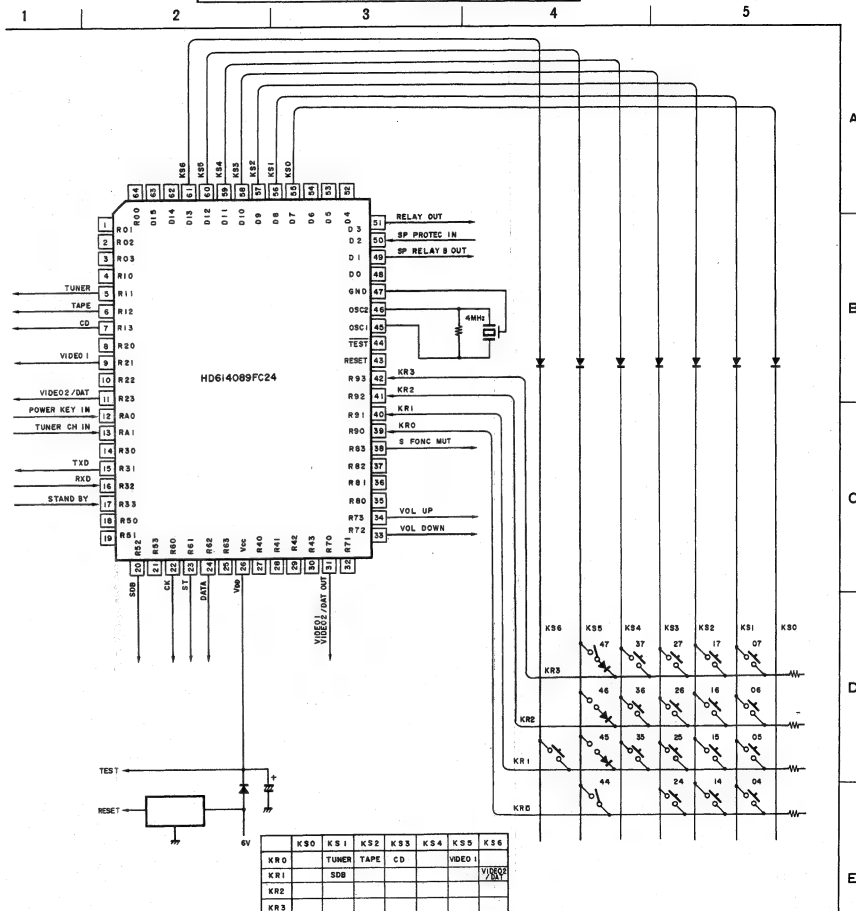 1 2 3 4 5
A
B
C
D
E
KS6 KS5 KS4 KS3 KS2 KS1 KS0
64 63 62 61 60 59 58 57 56 55 54 53 52
R00 D15 D14 D13 D12 D11 D10 D9 D8 D7 D6 D5 D4
1 R01
2 R02
3 R03
4 R10
TUNER 5 R11
TAPE 6 R12
CD 7 R13
8 R20
VIDEO 1 9 R21
10 R22
VIDEO2/DAT 11 R23
POWER KEY IN 12 RA0
TUNER CH IN 13 RA1
14 R30
TXD 15 R31
RXD 16 R32
STAND BY 17 R33
18 R50
19 R51
HD614089FC24
D3 51 RELAY OUT
D2 50 SP PROTEC IN
D1 49 SP RELAY B OUT
D0 48
GND 47
OSC2 46
OSC1 45
4MHz
TEST 44
RESET 43
R93 42 KR3
R92 41 KR2
R91 40 KR1
R90 39 KR0
R83 38 S FONC MUT
R82 37
R81 36
R80 35
R73 34 VOL UP
R72 33 VOL DOWN
R52 R53 R60 R61 R62 R63 Vcc R40 R41 R42 R43 R70 R71
20 21 22 23 24 25 26 27 28 29 30 31 32
SDB CK ST DATA VDD
VIDEO1
VIDEO2/DAT OUT
KS6 KS5 KS4 KS3 KS2 KS1 KS0
47 37 27 17 07
KR3
46 36 26 16 06
KR2
45 35 25 15 05
KR1
44 24 14 04
KR0
TEST
+
RESET
6V
KS0 KS1 KS2 KS3 KS4 KS5 KS6
KR0 TUNER TAPE CD VIDEO 1
KR1 SDB VIDEO2/DAT
KR2
KR3